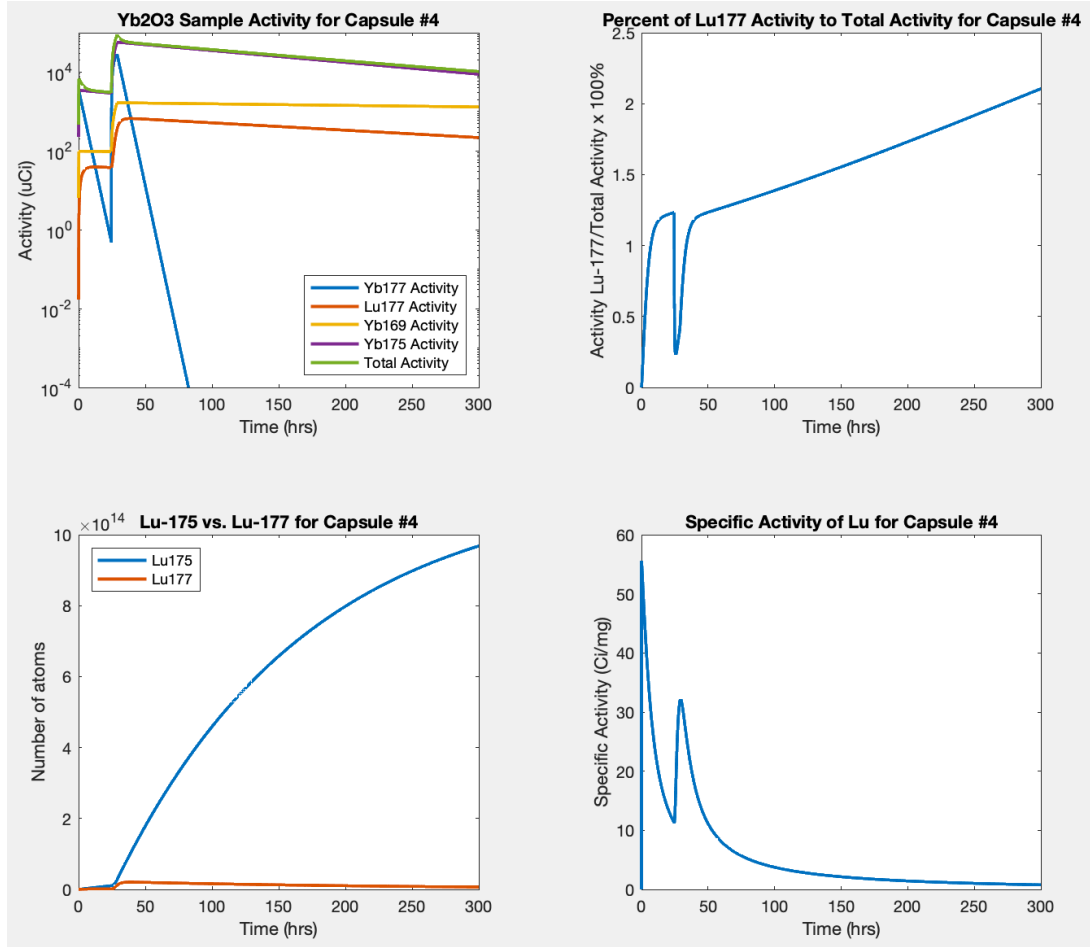 Yb2O3 Sample Activity for Capsule #4
10^4
10^2
10^0
10^-2
10^-4
Activity (uCi)
Yb177 Activity
Lu177 Activity
Yb169 Activity
Yb175 Activity
Total Activity
0 50 100 150 200 250 300
Time (hrs)
Percent of Lu177 Activity to Total Activity for Capsule #4
2.5
2
1.5
1
0.5
0
Activity Lu-177/Total Activity x 100%
0 50 100 150 200 250 300
Time (hrs)
Lu-175 vs. Lu-177 for Capsule #4
×10^14
10
8
6
4
2
0
Number of atoms
Lu175
Lu177
0 50 100 150 200 250 300
Time (hrs)
Specific Activity of Lu for Capsule #4
60
50
40
30
20
10
0
Specific Activity (Ci/mg)
0 50 100 150 200 250 300
Time (hrs)